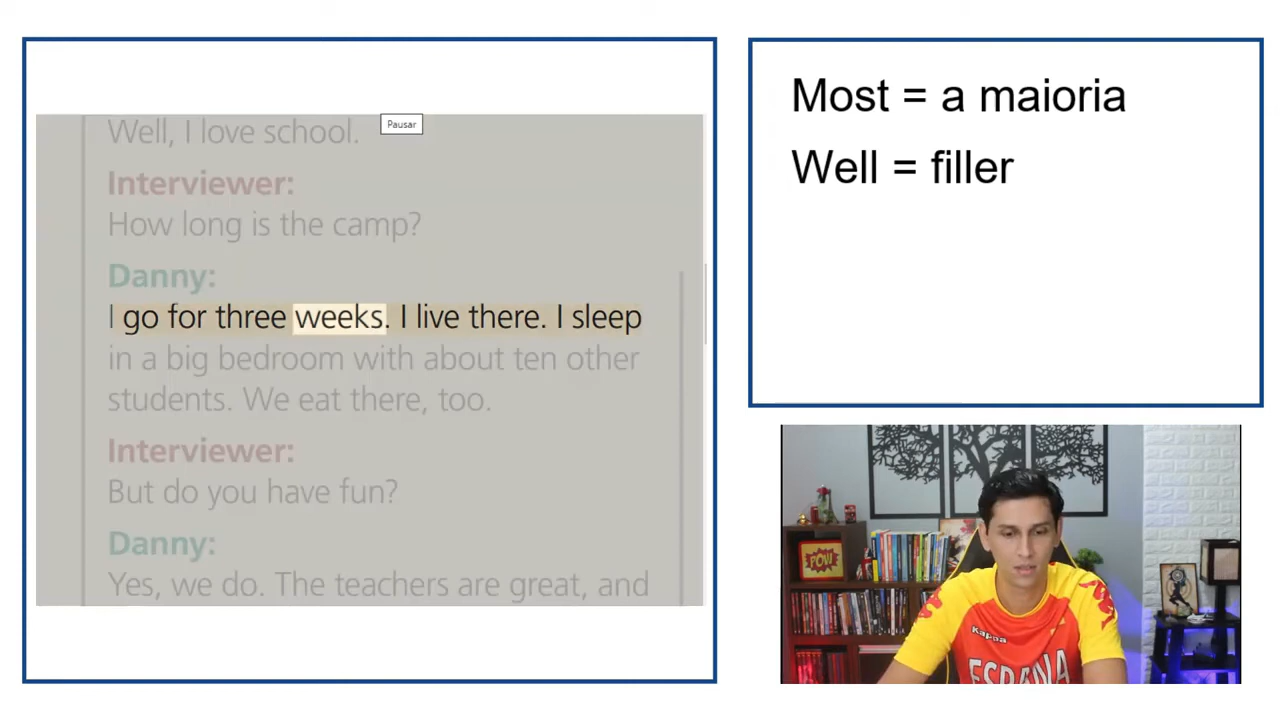 Well, I love school.
Pausar
Interviewer:
How long is the camp?
Danny:
I go for three weeks. I live there. I sleep
in a big bedroom with about ten other
students. We eat there, too.
Interviewer:
But do you have fun?
Danny:
Yes, we do. The teachers are great, and
Most = a maioria
Well = filler
POW
Kappa
ESPAÑA